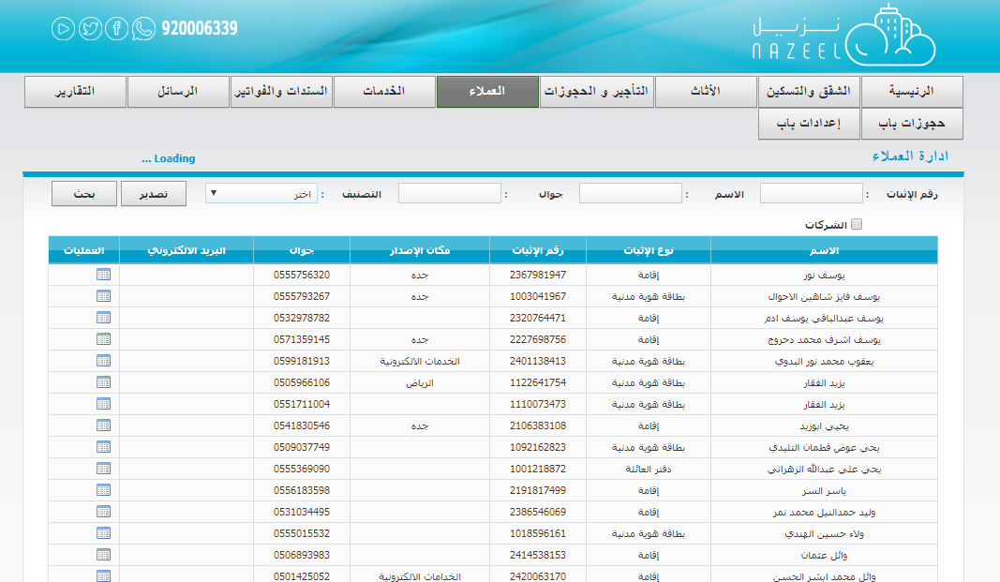 نـزيـل
NAZEEL
920006339
الرئيسية الشقق والتسكين الأثاث التأجير و الحجوزات العملاء الخدمات السندات والفواتير الرسائل التقارير
حجوزات باب إعدادات باب
ادارة العملاء
Loading ...
رقم الإثبات : الاسم : جوال : التصنيف : اختر تصدير بحث
الشركات
الاسم نوع الإثبات رقم الإثبات مكان الإصدار جوال البريد الالكتروني العمليات
يوسف نور إقامة 2367981947 جده 0555756320
يوسف فايز شاهين الاحوال بطاقة هوية مدنية 1003041967 جده 0555793267
يوسف عبدالباقي يوسف ادم إقامة 2320764471 0532978782
يوسف اشرف محمد دحروج إقامة 2227698756 جده 0571359145
يعقوب محمد نور البدوي بطاقة هوية مدنية 2401138413 الخدمات الالكترونية 0599181913
يزيد الفقار بطاقة هوية مدنية 1122641754 الرياض 0505966106
يزيد الفقار بطاقة هوية مدنية 1110073473 0551711004
يحيي ابوزيد إقامة 2106383108 جده 0541830546
يحي عوض قطمان التليدي بطاقة هوية مدنية 1092162823 0509037749
يحي علي عبدالله الزهراني دفتر العائلة 1001218872 0555369090
ياسر السر إقامة 2191817499 0556183598
وليد حمدالنيل محمد نمر إقامة 2386546069 0531034495
ولاء حسين الهندي بطاقة هوية مدنية 1018596161 0555015532
وائل عثمان إقامة 2414538153 0506893983
وائل محمد ابشر الحسن إقامة 2420063170 الخدامات الالكترونية 0501425052